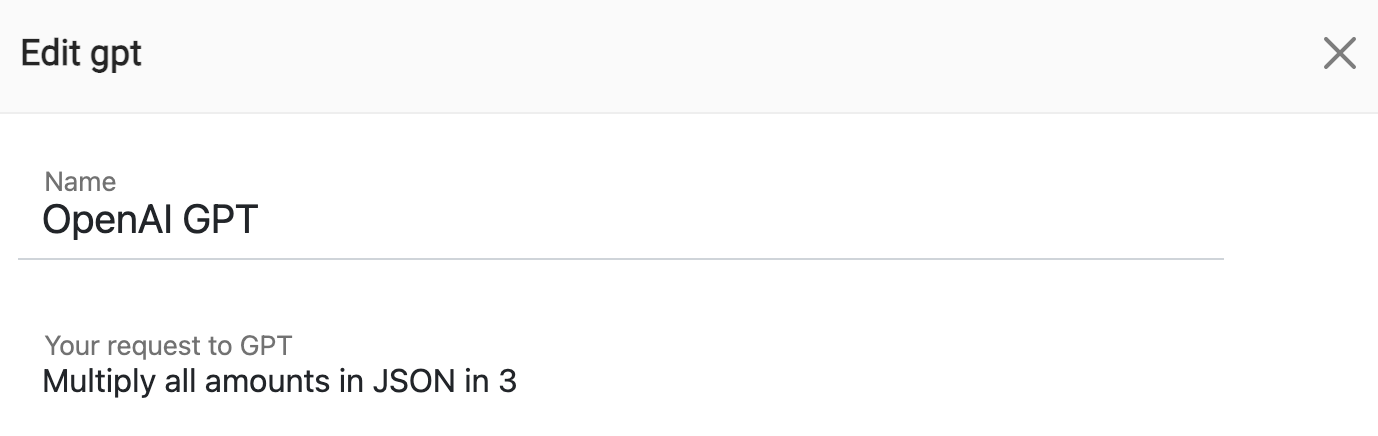 Edit gpt
Name
OpenAI GPT
Your request to GPT
Multiply all amounts in JSON in 3